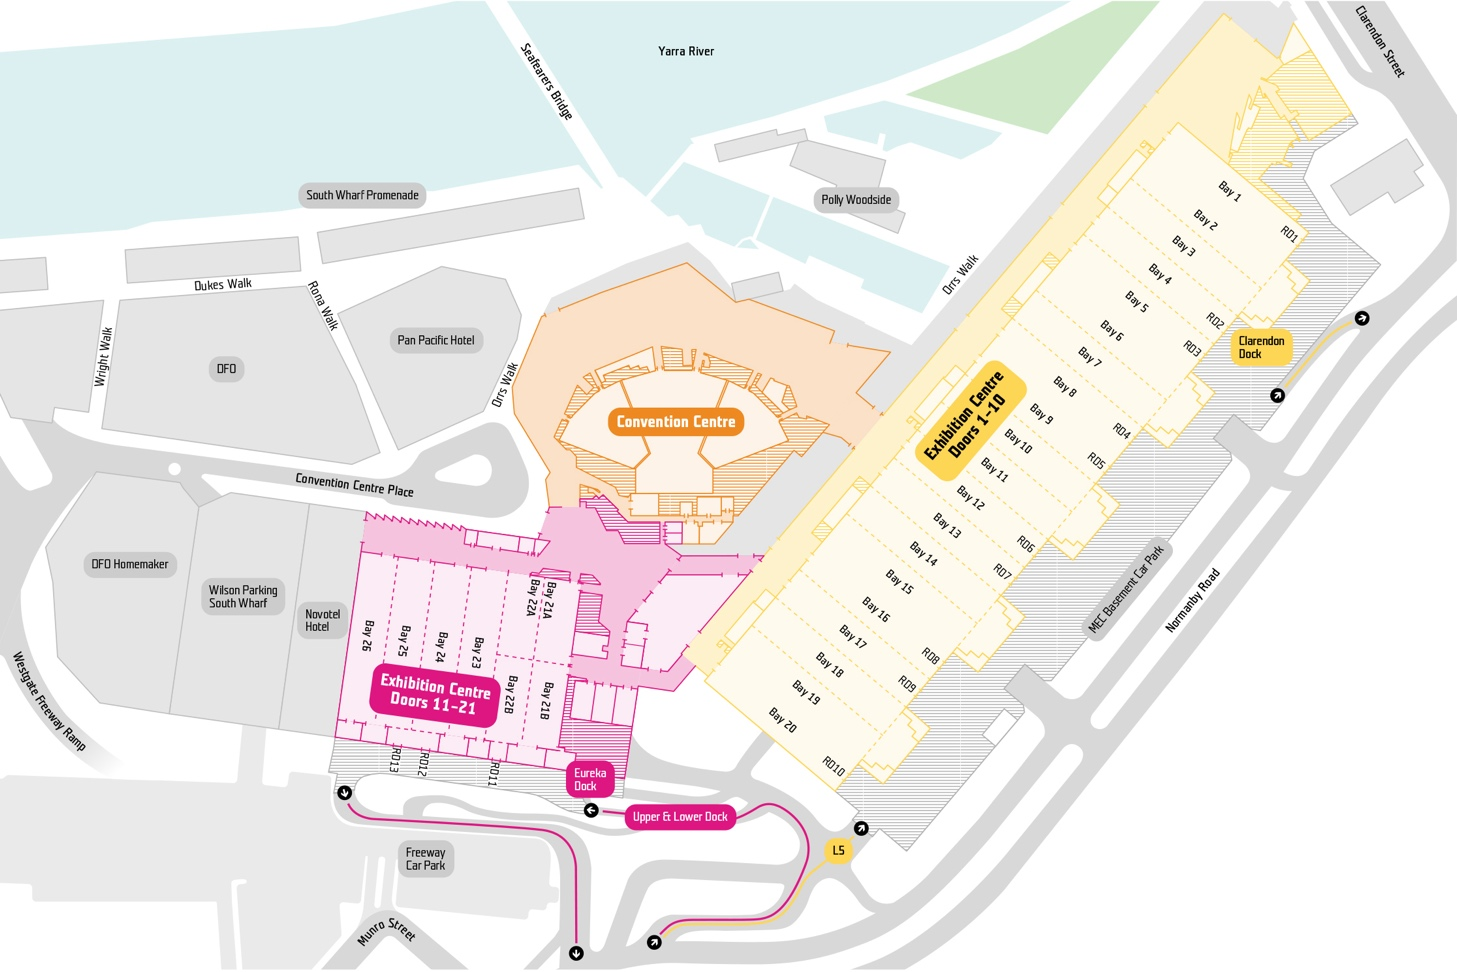 Clarendon Street
Yarra River
Seafearers Bridge
South Wharf Promenade
Polly Woodside
Bay 1
Bay 2
RD1
Bay 3
Bay 4
Orrs Walk
Dukes Walk
Rona Walk
Bay 5
RD2
Bay 6
RD3
Clarendon
Dock
Pan Pacific Hotel
Wright Walk
DFO
Bay 7
Orrs Walk
Bay 8
Exhibition Centre
Doors 1-10
Bay 9
Convention Centre
RD4
Bay 10
RD5
Bay 11
Convention Centre Place
Bay 12
Bay 13
RD6
Bay 14
RD7
DFO Homemaker
Bay 15
MEC Basement Car Park
Normanby Road
Wilson Parking
South Wharf
Novotel
Hotel
Bay 21A
Bay 22A
Bay 16
Bay 26
Bay 25
Bay 24
Bay 23
Bay 17
RD8
Bay 18
RD9
Exhibition Centre
Doors 11-21
Bay 22B
Bay 21B
Bay 19
Westgate Freeway Ramp
Bay 20
RD13
RD12
RD11
RD10
Eureka
Dock
Upper & Lower Dock
L5
Freeway
Car Park
Munro Street